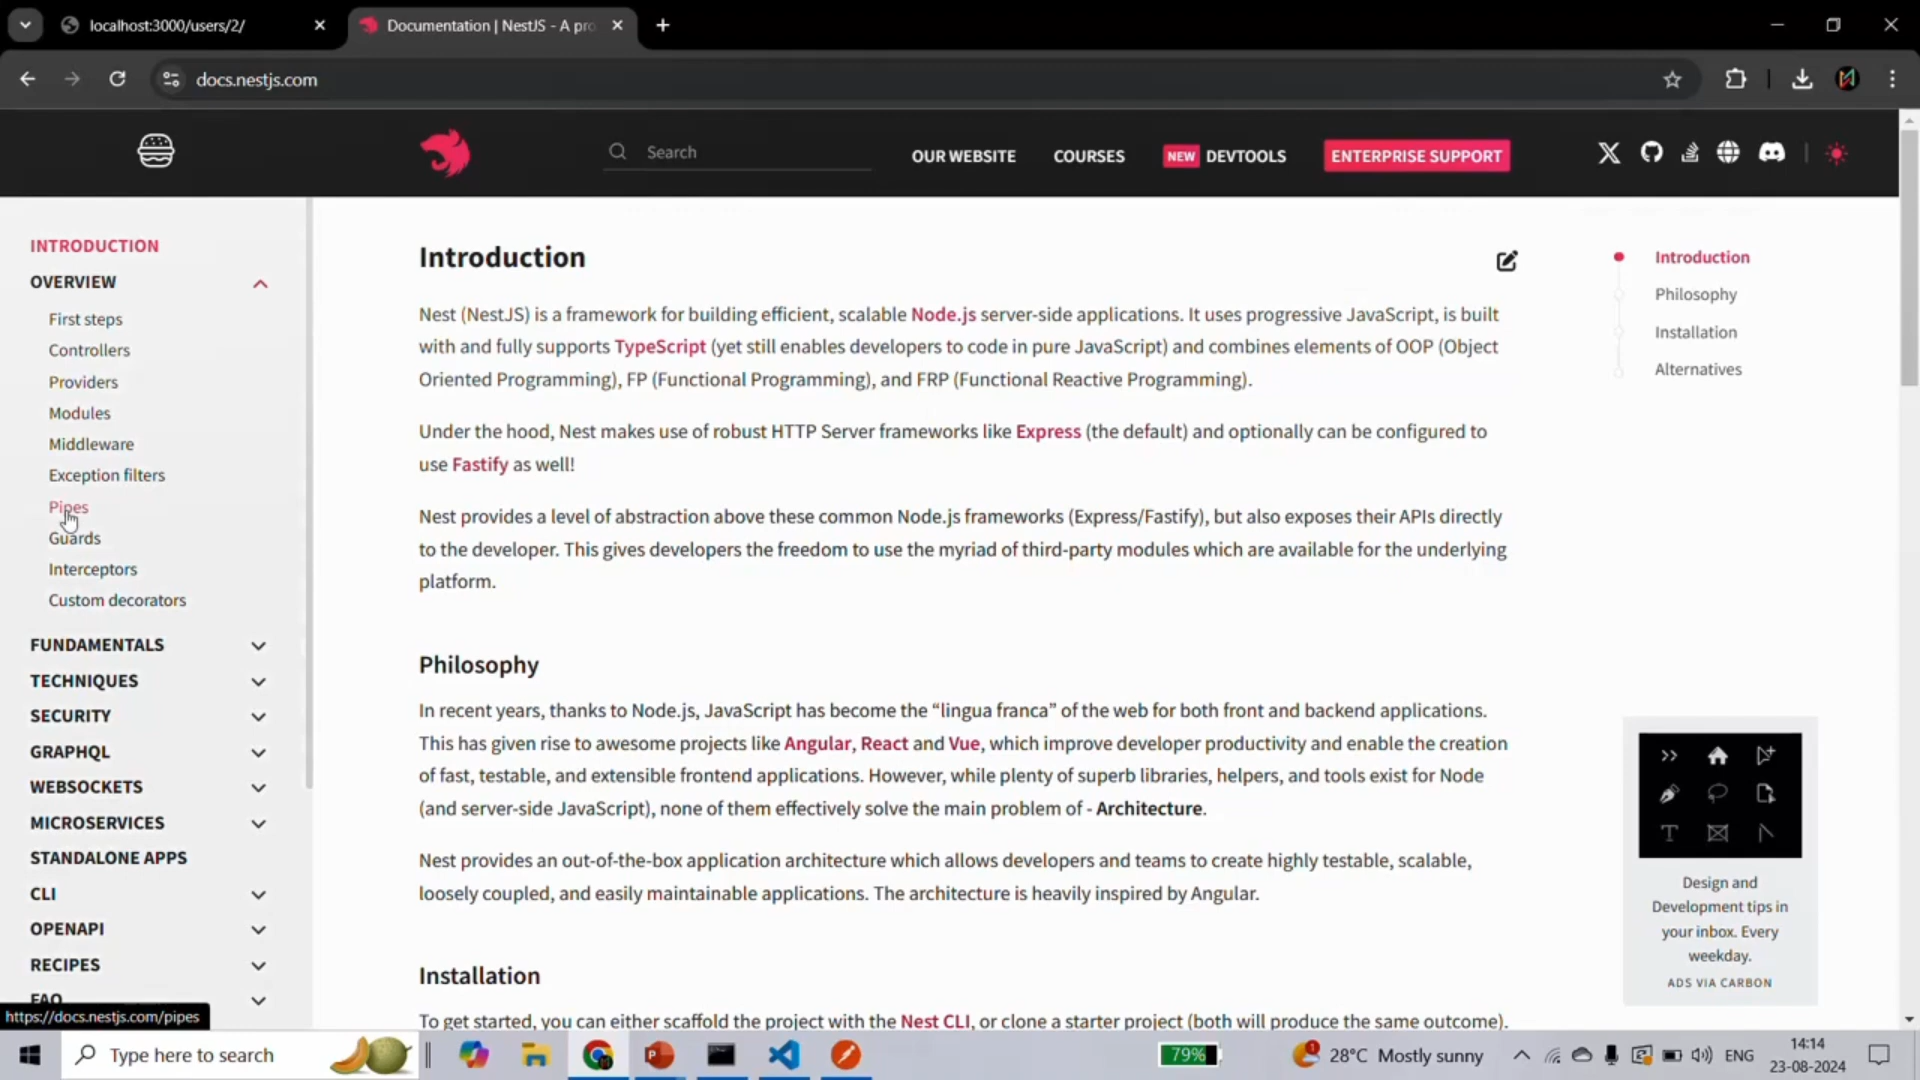 localhost:3000/users/2/
Documentation | NestJS - A pro
docs.nestjs.com
Search
OUR WEBSITE
COURSES
NEW DEVTOOLS
ENTERPRISE SUPPORT
INTRODUCTION
OVERVIEW
First steps
Controllers
Providers
Modules
Middleware
Exception filters
Pipes
Guards
Interceptors
Custom decorators
FUNDAMENTALS
TECHNIQUES
SECURITY
GRAPHQL
WEBSOCKETS
MICROSERVICES
STANDALONE APPS
CLI
OPENAPI
RECIPES
FAQ
https://docs.nestjs.com/pipes
Introduction
Nest (NestJS) is a framework for building efficient, scalable Node.js server-side applications. It uses progressive JavaScript, is built
with and fully supports TypeScript (yet still enables developers to code in pure JavaScript) and combines elements of OOP (Object
Oriented Programming), FP (Functional Programming), and FRP (Functional Reactive Programming).
Under the hood, Nest makes use of robust HTTP Server frameworks like Express (the default) and optionally can be configured to
use Fastify as well!
Nest provides a level of abstraction above these common Node.js frameworks (Express/Fastify), but also exposes their APIs directly
to the developer. This gives developers the freedom to use the myriad of third-party modules which are available for the underlying
platform.
Philosophy
In recent years, thanks to Node.js, JavaScript has become the “lingua franca” of the web for both front and backend applications.
This has given rise to awesome projects like Angular, React and Vue, which improve developer productivity and enable the creation
of fast, testable, and extensible frontend applications. However, while plenty of superb libraries, helpers, and tools exist for Node
(and server-side JavaScript), none of them effectively solve the main problem of - Architecture.
Nest provides an out-of-the-box application architecture which allows developers and teams to create highly testable, scalable,
loosely coupled, and easily maintainable applications. The architecture is heavily inspired by Angular.
Installation
To get started, you can either scaffold the project with the Nest CLI, or clone a starter project (both will produce the same outcome).
Introduction
Philosophy
Installation
Alternatives
Design and
Development tips in
your inbox. Every
weekday.
ADS VIA CARBON
Type here to search
79%
28°C Mostly sunny
ENG
14:14
23-08-2024